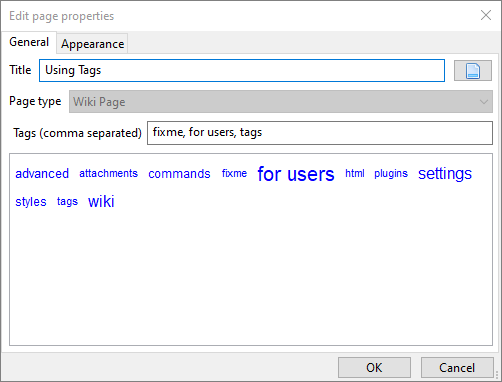 Edit page properties
General Appearance
Title Using Tags
Page type Wiki Page
Tags (comma separated) fixme, for users, tags
advanced attachments commands fixme for users html plugins settings
styles tags wiki
OK Cancel